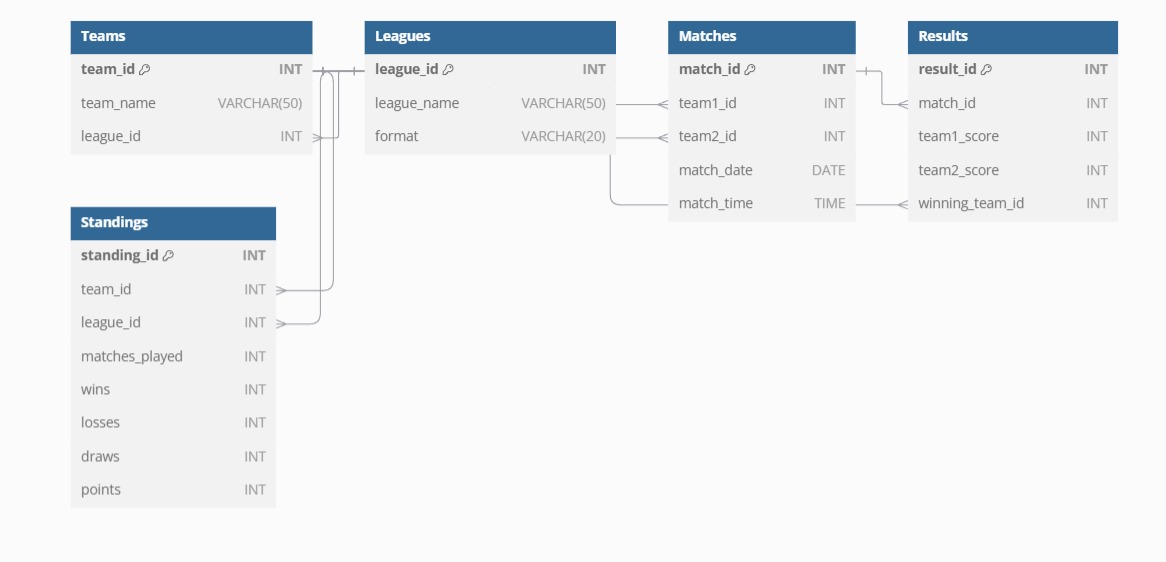 Teams
team_id INT
team_name VARCHAR(50)
league_id INT
Leagues
league_id INT
league_name VARCHAR(50)
format VARCHAR(20)
Matches
match_id INT
team1_id INT
team2_id INT
match_date DATE
match_time TIME
Results
result_id INT
match_id INT
team1_score INT
team2_score INT
winning_team_id INT
Standings
standing_id INT
team_id INT
league_id INT
matches_played INT
wins INT
losses INT
draws INT
points INT